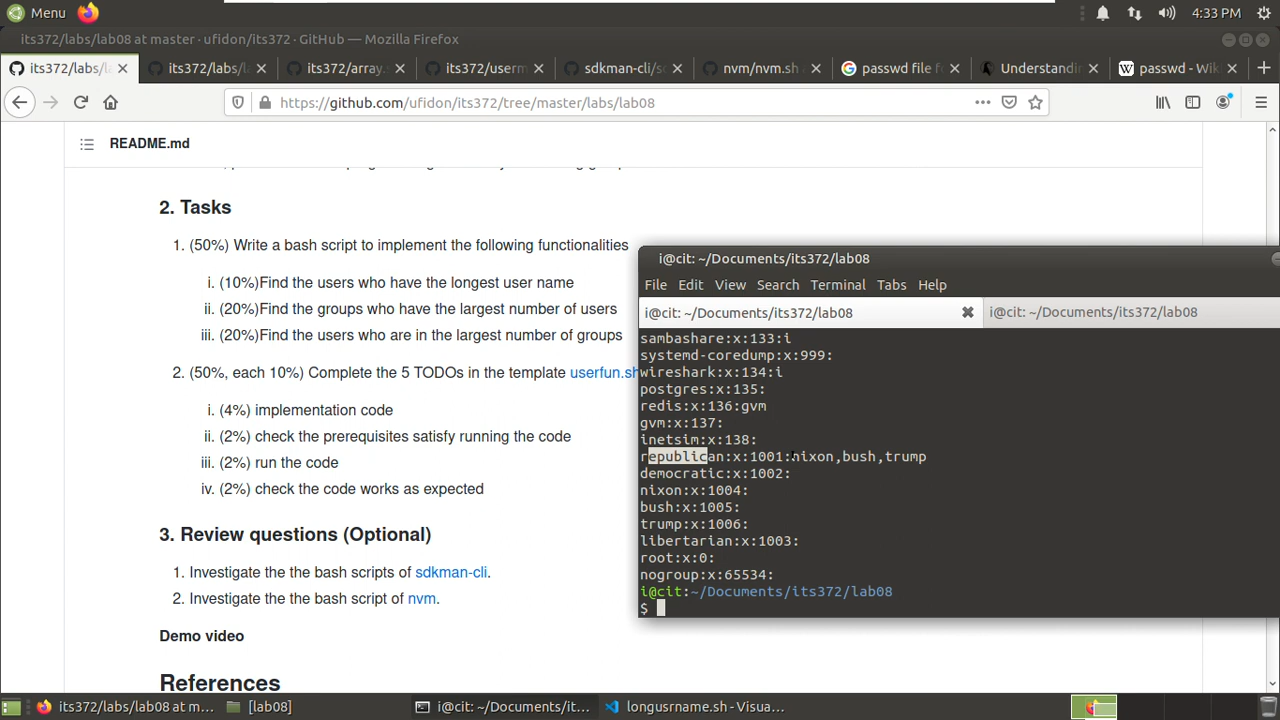 Menu
4:33 PM
its372/labs/lab08 at master · ufidon/its372 · GitHub — Mozilla Firefox
its372/labs/la
its372/labs/la
its372/array.s
its372/userm
sdkman-cli/sc
nvm/nvm.sh a
passwd file fo
Understandin
passwd - Wiki
https://github.com/ufidon/its372/tree/master/labs/lab08
README.md
2. Tasks
1. (50%) Write a bash script to implement the following functionalities
i. (10%)Find the users who have the longest user name
ii. (20%)Find the groups who have the largest number of users
iii. (20%)Find the users who are in the largest number of groups
2. (50%, each 10%) Complete the 5 TODOs in the template userfun.sh
i. (4%) implementation code
ii. (2%) check the prerequisites satisfy running the code
iii. (2%) run the code
iv. (2%) check the code works as expected
3. Review questions (Optional)
1. Investigate the the bash scripts of sdkman-cli.
2. Investigate the the bash script of nvm.
Demo video
References
i@cit: ~/Documents/its372/lab08
File Edit View Search Terminal Tabs Help
i@cit: ~/Documents/its372/lab08
i@cit: ~/Documents/its372/lab08
sambashare:x:133:i
systemd-coredump:x:999:
wireshark:x:134:i
postgres:x:135:
redis:x:136:gvm
gvm:x:137:
inetsim:x:138:
republican:x:1001:nixon,bush,trump
democratic:x:1002:
nixon:x:1004:
bush:x:1005:
trump:x:1006:
libertarian:x:1003:
root:x:0:
nogroup:x:65534:
i@cit:~/Documents/its372/lab08
$
its372/labs/lab08 at m...
[lab08]
i@cit: ~/Documents/it...
longusrname.sh - Visua...